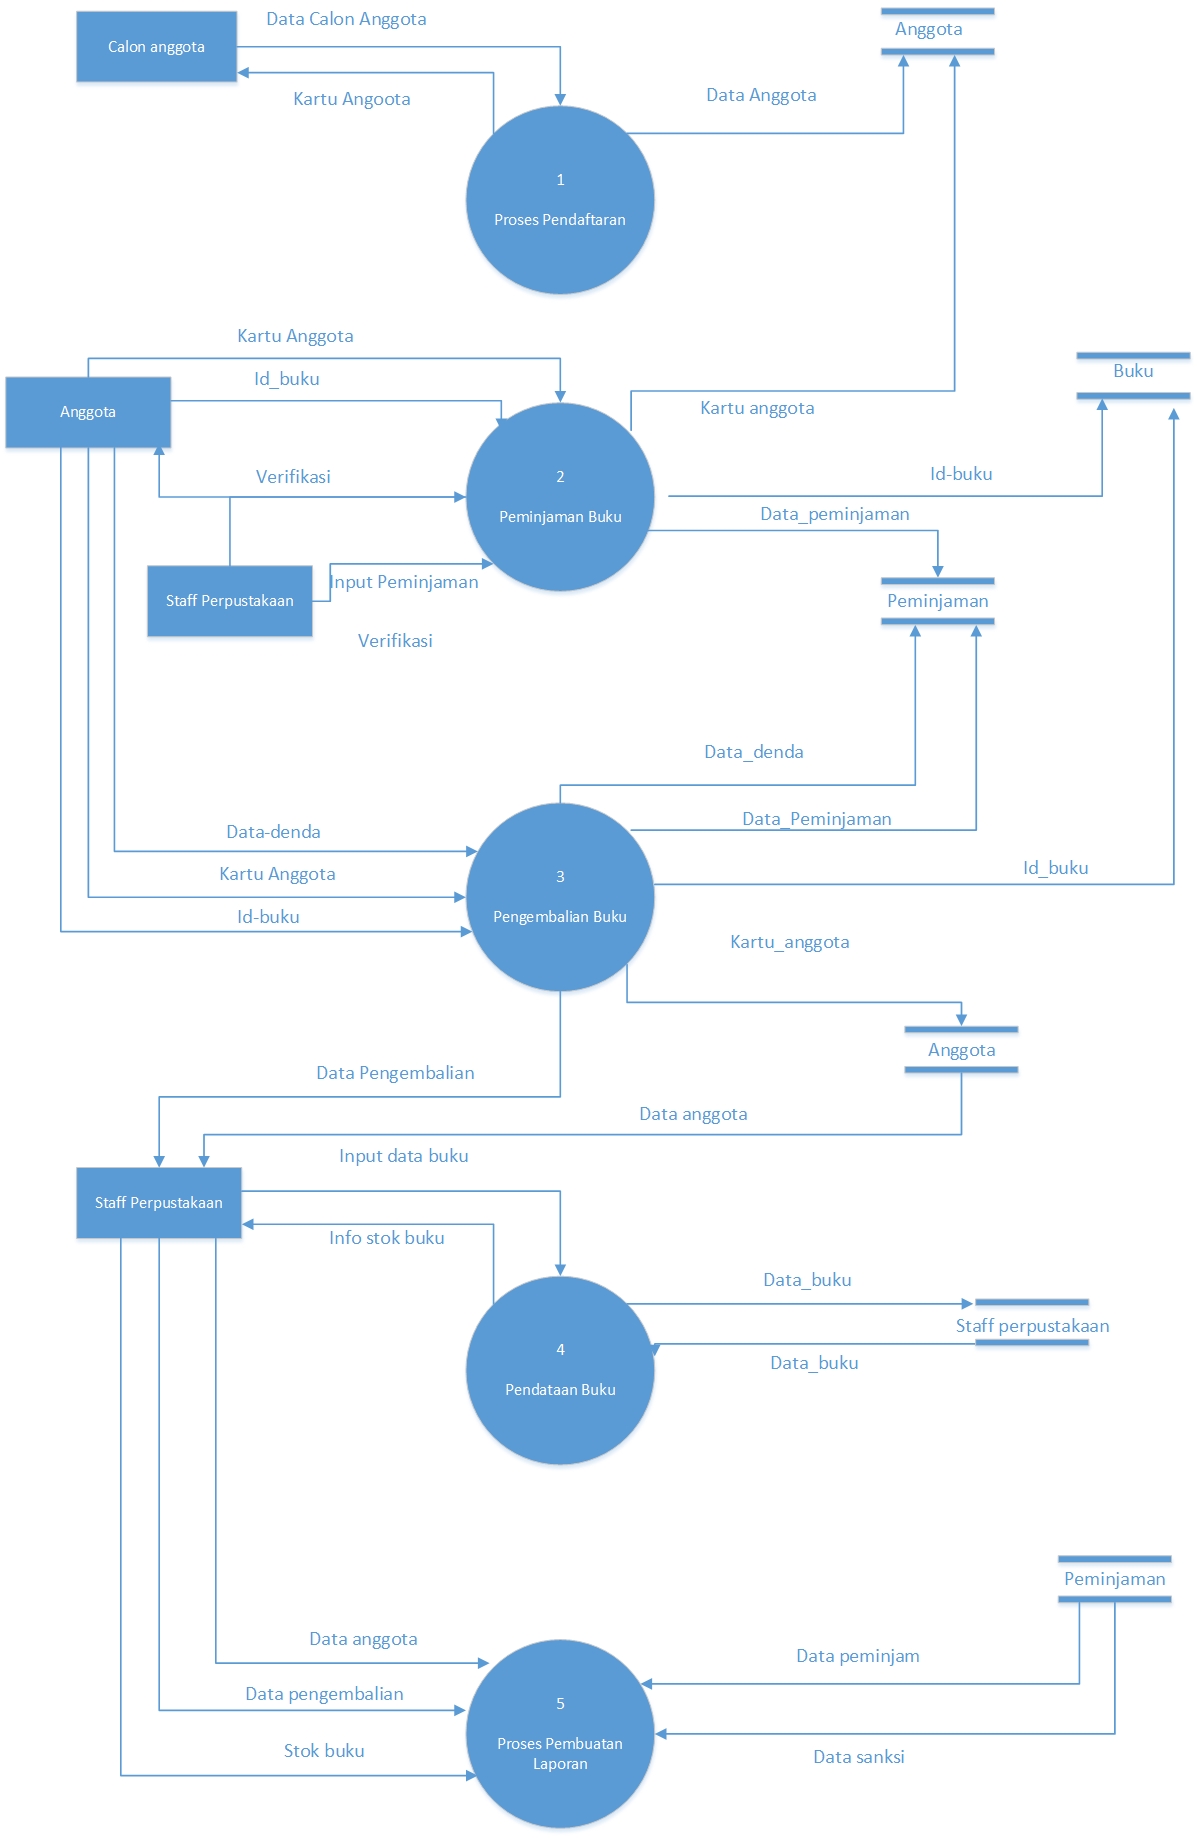 Data Calon Anggota
Anggota
Calon anggota
Kartu Angoota
Data Anggota
1
Proses Pendaftaran
Kartu Anggota
Id_buku
Buku
Anggota
Kartu anggota
Verifikasi
2
Id-buku
Peminjaman Buku
Data_peminjaman
Input Peminjaman
Staff Perpustakaan
Peminjaman
Verifikasi
Data_denda
Data_Peminjaman
Data-denda
Kartu Anggota
3
Id_buku
Id-buku
Pengembalian Buku
Kartu_anggota
Anggota
Data Pengembalian
Data anggota
Input data buku
Staff Perpustakaan
Info stok buku
Data_buku
Staff perpustakaan
4
Data_buku
Pendataan Buku
Peminjaman
Data anggota
Data peminjam
Data pengembalian
5
Stok buku
Proses Pembuatan
Laporan
Data sanksi